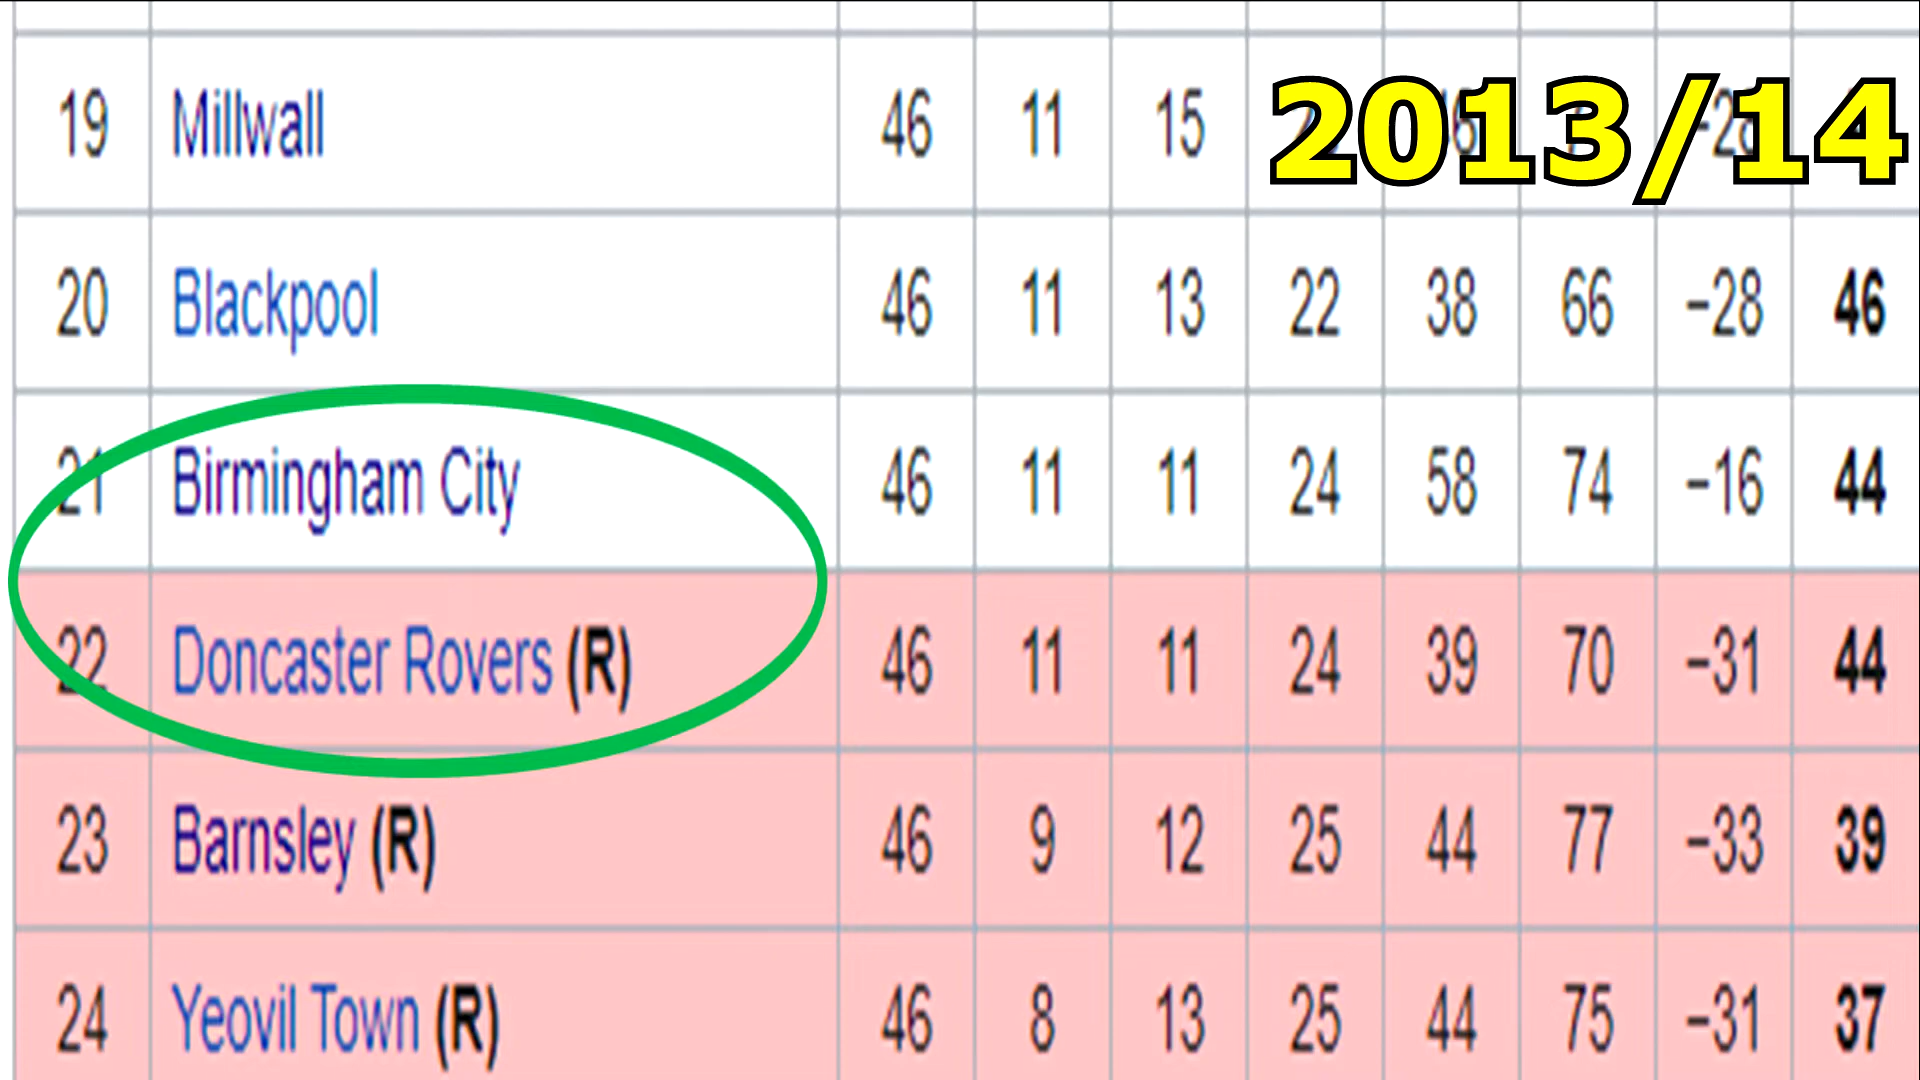 2013/14
19 Millwall 46 11 15
20 Blackpool 46 11 13 22 38 66 −28 46
21 Birmingham City 46 11 11 24 58 74 −16 44
22 Doncaster Rovers (R) 46 11 11 24 39 70 −31 44
23 Barnsley (R) 46 9 12 25 44 77 −33 39
24 Yeovil Town (R) 46 8 13 25 44 75 −31 37